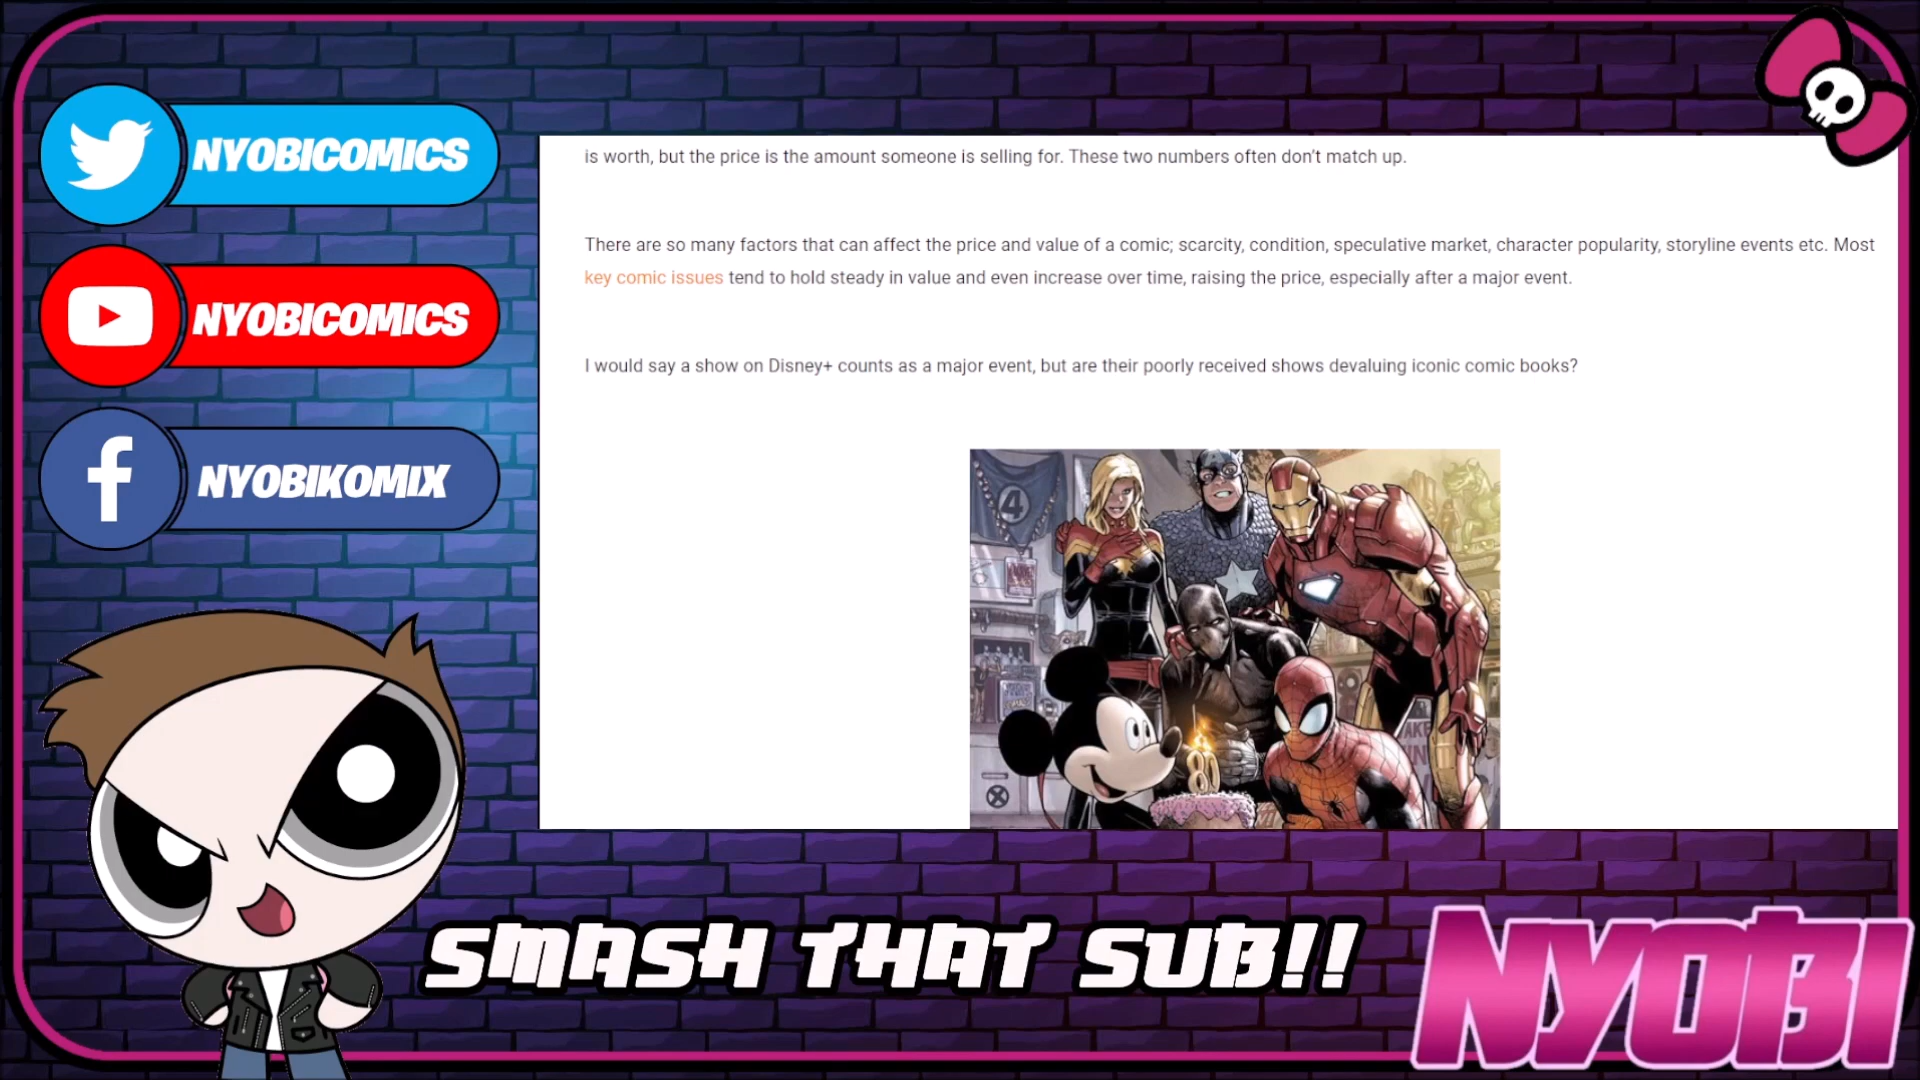 NYOBICOMICS
NYOBICOMICS
NYOBIKOMIX
is worth, but the price is the amount someone is selling for. These two numbers often don't match up.
There are so many factors that can affect the price and value of a comic; scarcity, condition, speculative market, character popularity, storyline events etc. Most
key comic issues tend to hold steady in value and even increase over time, raising the price, especially after a major event.
I would say a show on Disney+ counts as a major event, but are their poorly received shows devaluing iconic comic books?
4
80
SMASH THAT SUB!!
NYOBI